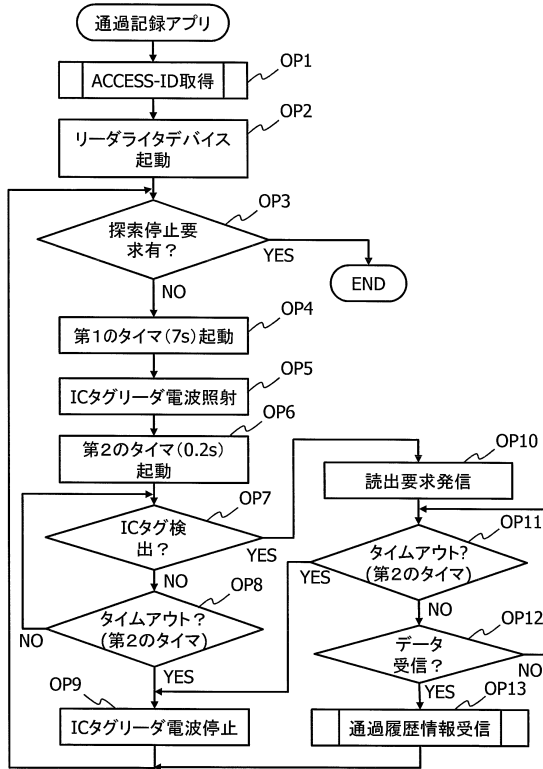 通過記録アプリ
OP1
ACCESS-ID取得
OP2
リーダライタデバイス
起動
OP3
探索停止要
求有？
YES
END
NO
OP4
第１のタイマ(7s)起動
OP5
ICタグリーダ電波照射
OP6
第２のタイマ(0.2s)
起動
OP10
読出要求発信
OP7
ICタグ検
出？
YES
NO
OP11
タイムアウト?
(第２のタイマ)
YES
NO
OP8
タイムアウト？
(第２のタイマ)
NO
YES
OP12
データ
受信？
NO
YES
OP9
ICタグリーダ電波停止
OP13
通過履歴情報受信